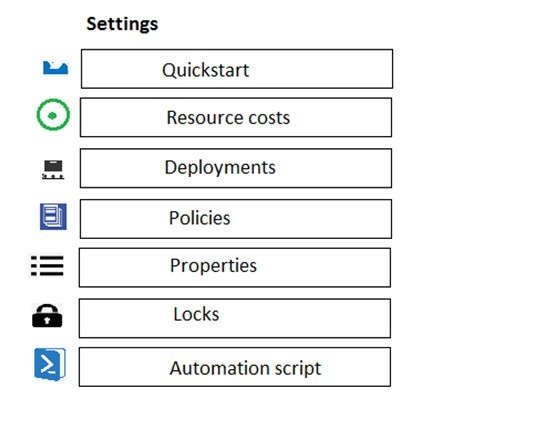 Settings
Quickstart
Resource costs
Deployments
Policies
Properties
Locks
Automation script